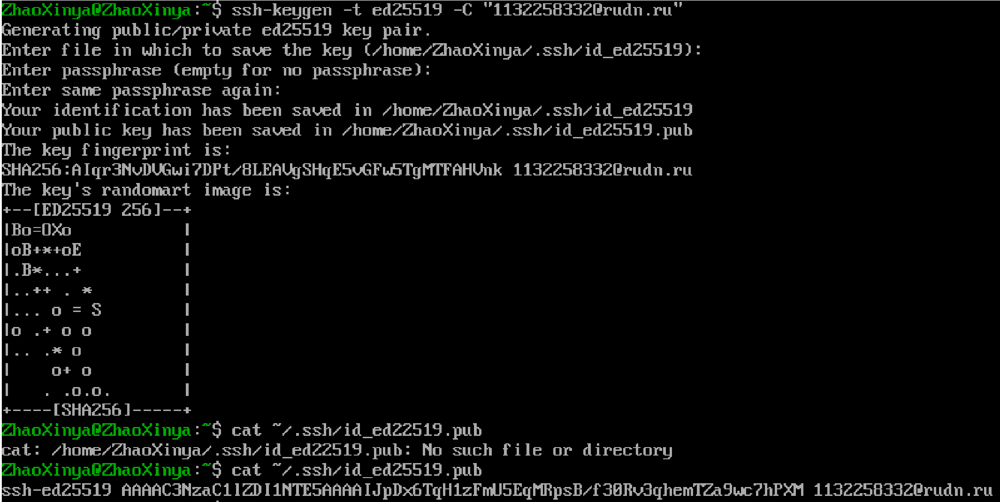 ZhaoXinya@ZhaoXinya:~$ ssh-keygen -t ed25519 -C "1132258332@rudn.ru"
Generating public/private ed25519 key pair.
Enter file in which to save the key (/home/ZhaoXinya/.ssh/id_ed25519):
Enter passphrase (empty for no passphrase):
Enter same passphrase again:
Your identification has been saved in /home/ZhaoXinya/.ssh/id_ed25519
Your public key has been saved in /home/ZhaoXinya/.ssh/id_ed25519.pub
The key fingerprint is:
SHA256:AIqr3NvDVGwi7DPt/8LEAVgSHqE5vGFw5TgMTFAHVnk 1132258332@rudn.ru
The key's randomart image is:
+--[ED25519 256]--+
|Bo=OXo           |
|oB+*+oE          |
|.B*...+          |
|..++ . *         |
|... o = S        |
|o .+ o o         |
|.. .* o          |
|    o+ o         |
|   . .o.o.       |
+----[SHA256]-----+
ZhaoXinya@ZhaoXinya:~$ cat ~/.ssh/id_ed22519.pub
cat: /home/ZhaoXinya/.ssh/id_ed22519.pub: No such file or directory
ZhaoXinya@ZhaoXinya:~$ cat ~/.ssh/id_ed25519.pub
ssh-ed25519 AAAAC3NzaC1lZDI1NTE5AAAAIJpDx6TqH1zFmU5EqMRpsB/f30Rv3qhemTZa9wc7hPXM 1132258332@rudn.ru